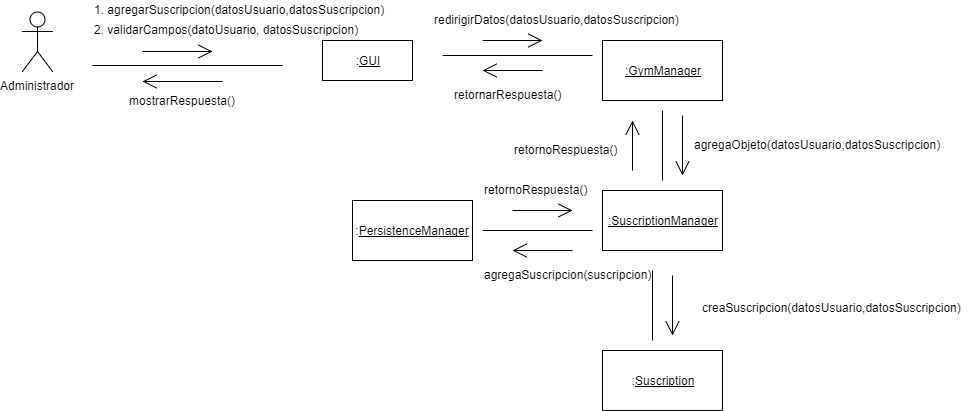 1. agregarSuscripcion(datosUsuario,datosSuscripcion)
2. validarCampos(datoUsuario, datosSuscripcion)
redirigirDatos(datosUsuario,datosSuscripcion)
:GUI
:GymManager
Administrador
mostrarRespuesta()
retornarRespuesta()
retornoRespuesta()
agregaObjeto(datosUsuario,datosSuscripcion)
retornoRespuesta()
:PersistenceManager
:SuscriptionManager
agregaSuscripcion(suscripcion)
creaSuscripcion(datosUsuario,datosSuscripcion)
:Suscription